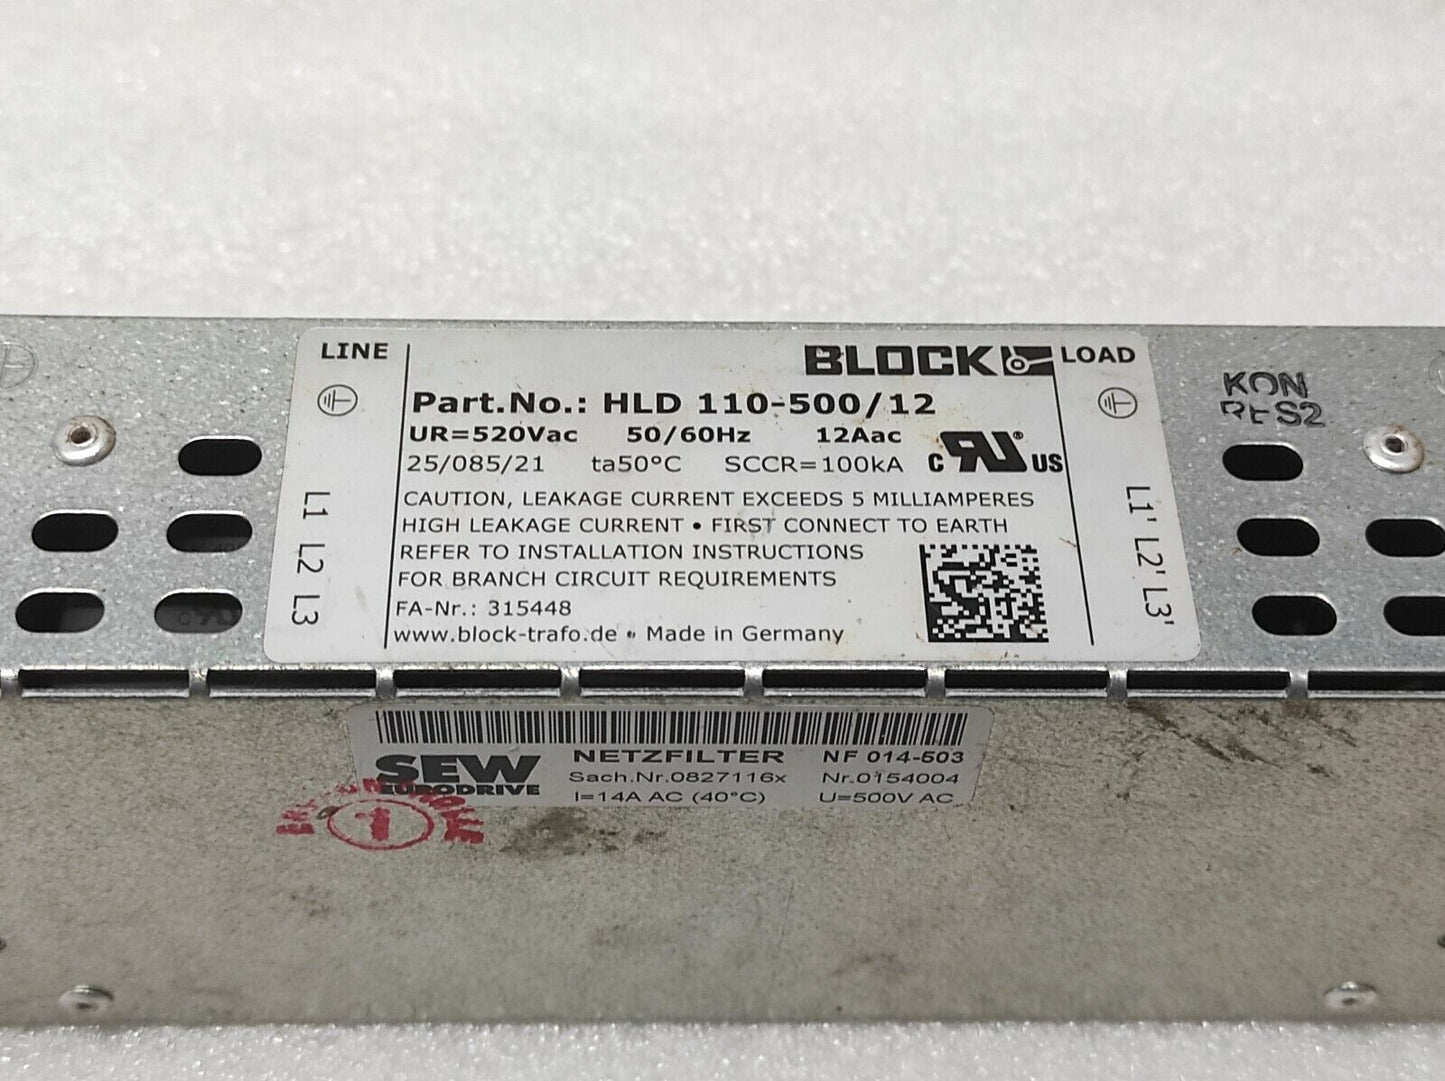 LINE
BLOCK
LOAD
Part.No.: HLD 110-500/12
UR=520Vac 50/60Hz 12Aac
25/085/21 ta50°C SCCR=100kA
C US
CAUTION, LEAKAGE CURRENT EXCEEDS 5 MILLIAMPERES
HIGH LEAKAGE CURRENT • FIRST CONNECT TO EARTH
REFER TO INSTALLATION INSTRUCTIONS
FOR BRANCH CIRCUIT REQUIREMENTS
FA-Nr.: 315448
www.block-trafo.de • Made in Germany
L1 L2 L3
L1' L2' L3'
KON
RES2
SEW
EURODRIVE
NETZFILTER NF 014-503
Sach.Nr.0827116x Nr.0154004
I=14A AC (40°C) U=500V AC
1